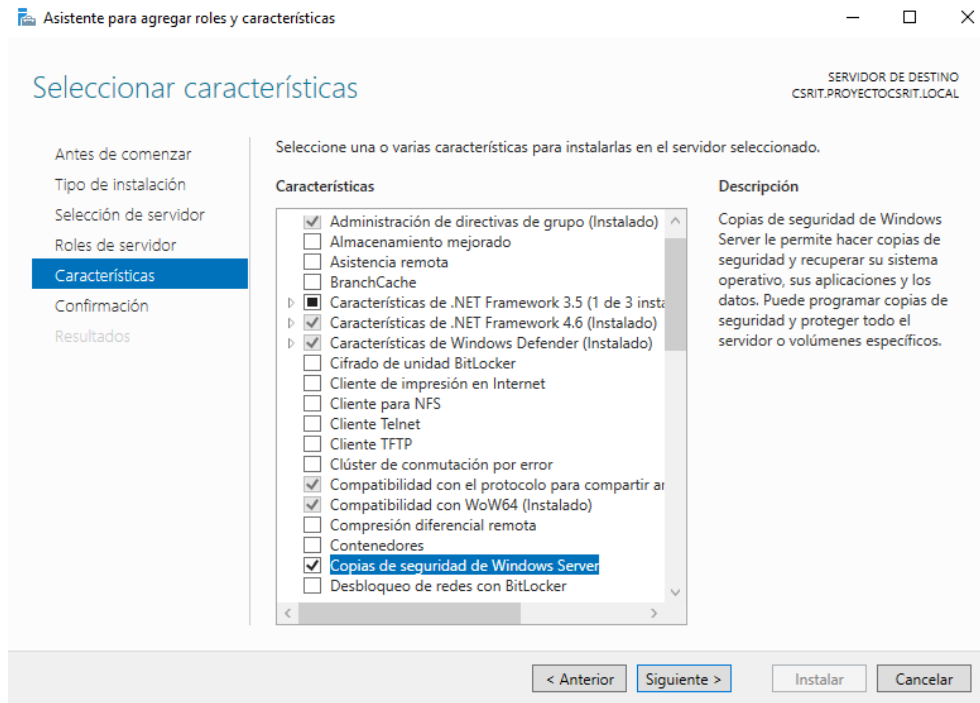 Asistente para agregar roles y características
Seleccionar características
SERVIDOR DE DESTINO
CSRIT.PROYECTOCSRIT.LOCAL
Antes de comenzar
Tipo de instalación
Selección de servidor
Roles de servidor
Características
Confirmación
Resultados
Seleccione una o varias características para instalarlas en el servidor seleccionado.
Características
Administración de directivas de grupo (Instalado)
Almacenamiento mejorado
Asistencia remota
BranchCache
Características de .NET Framework 3.5 (1 de 3 insta
Características de .NET Framework 4.6 (Instalado)
Características de Windows Defender (Instalado)
Cifrado de unidad BitLocker
Cliente de impresión en Internet
Cliente para NFS
Cliente Telnet
Cliente TFTP
Clúster de conmutación por error
Compatibilidad con el protocolo para compartir ar
Compatibilidad con WoW64 (Instalado)
Compresión diferencial remota
Contenedores
Copias de seguridad de Windows Server
Desbloqueo de redes con BitLocker
Descripción
Copias de seguridad de Windows
Server le permite hacer copias de
seguridad y recuperar su sistema
operativo, sus aplicaciones y los
datos. Puede programar copias de
seguridad y proteger todo el
servidor o volúmenes específicos.
< Anterior
Siguiente >
Instalar
Cancelar